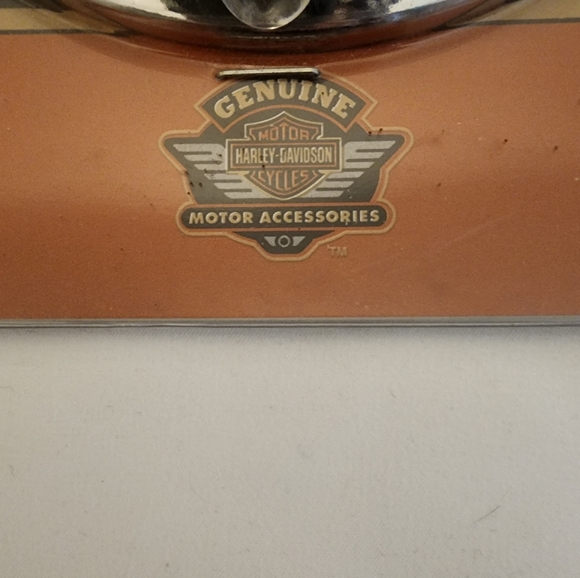 GENUINE
MOTOR
HARLEY-DAVIDSON
CYCLES
MOTOR ACCESSORIES
TM